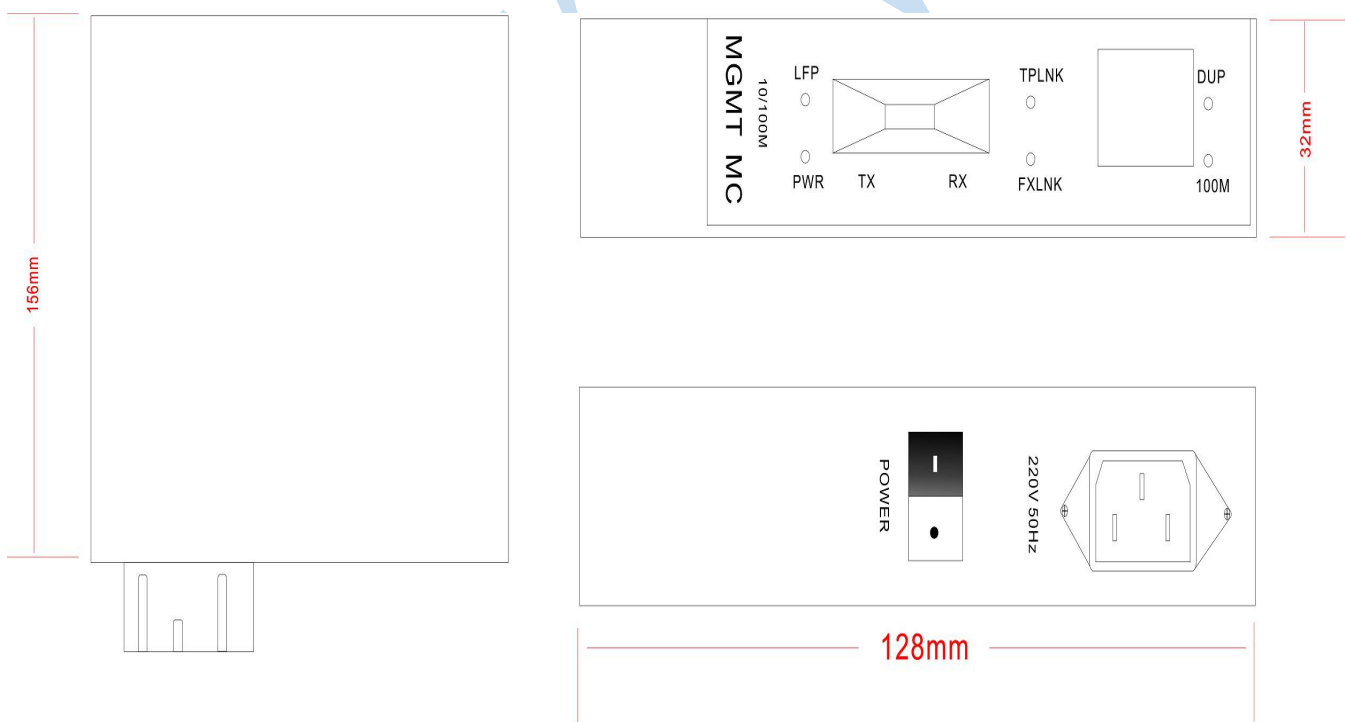 156mm
MGMT MC
10/100M
LFP
PWR
TX
RX
TPLNK
FXLNK
DUP
100M
32mm
POWER
220V 50Hz
128mm